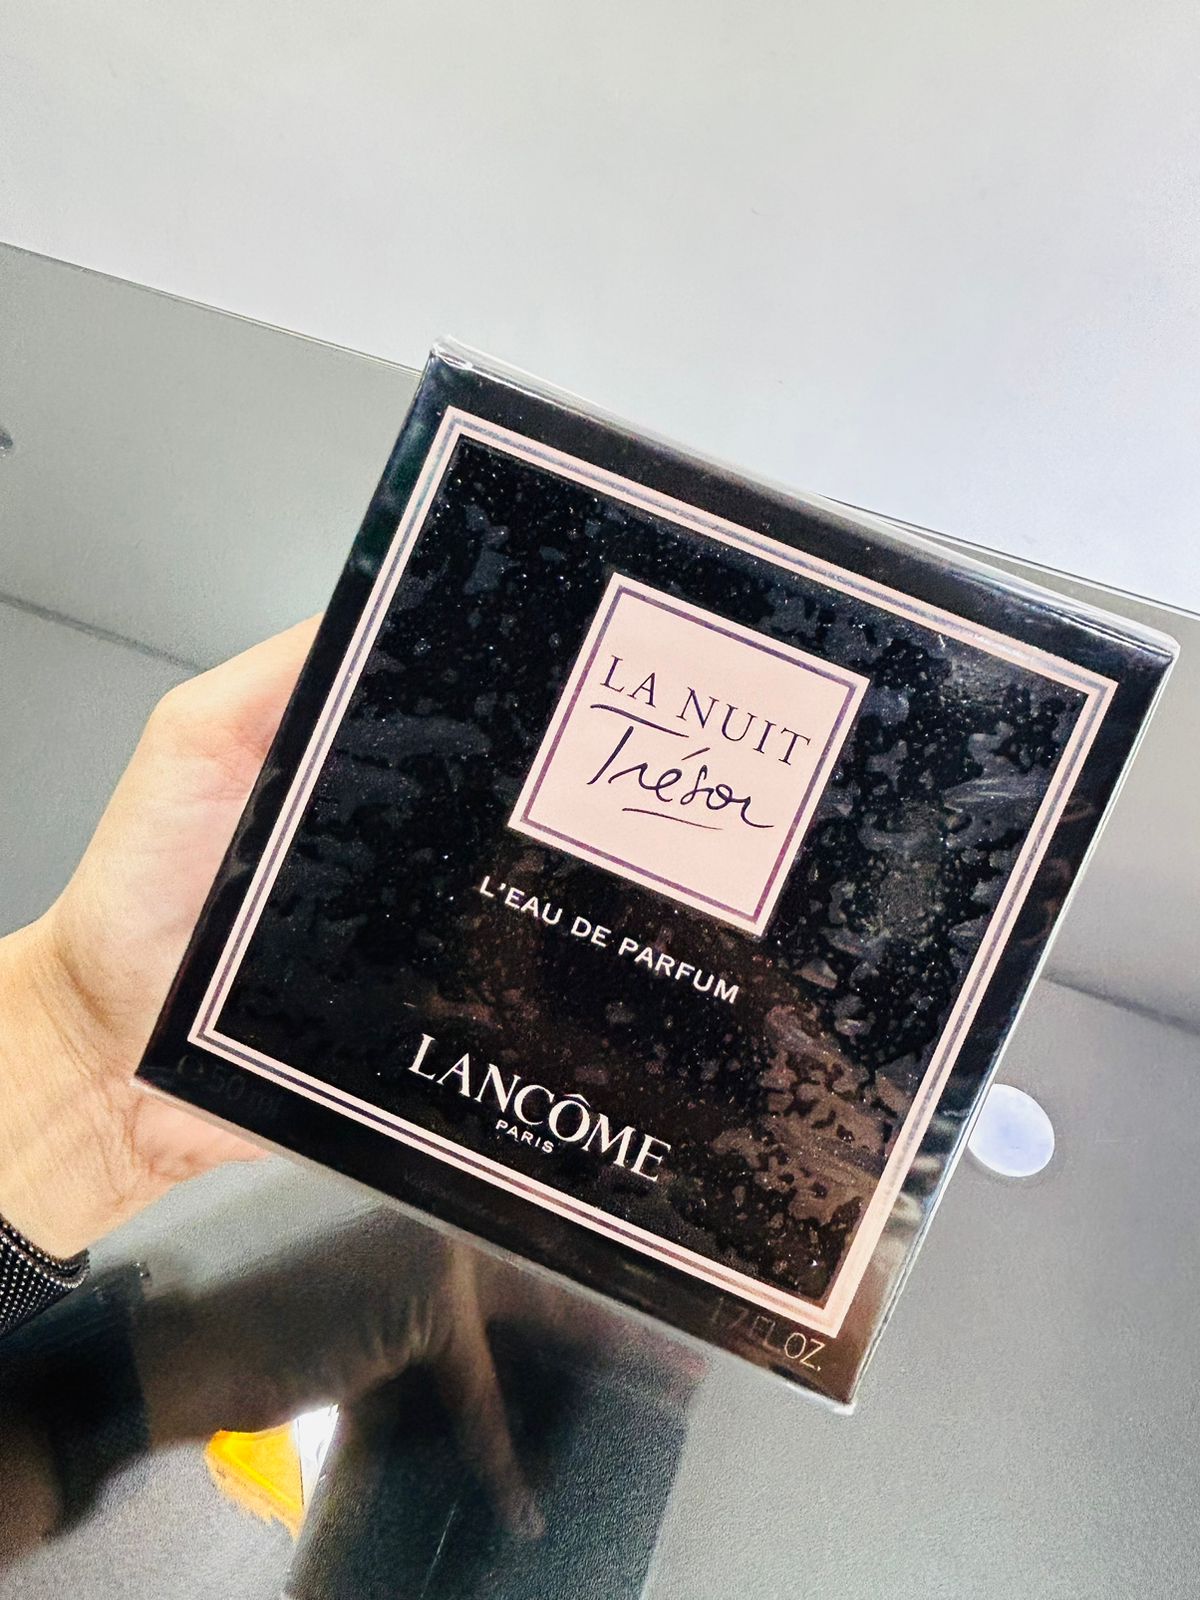 LA NUIT
Trésor
L'EAU DE PARFUM
LANCÔME
PARIS
50 ml
1.7 FL OZ.